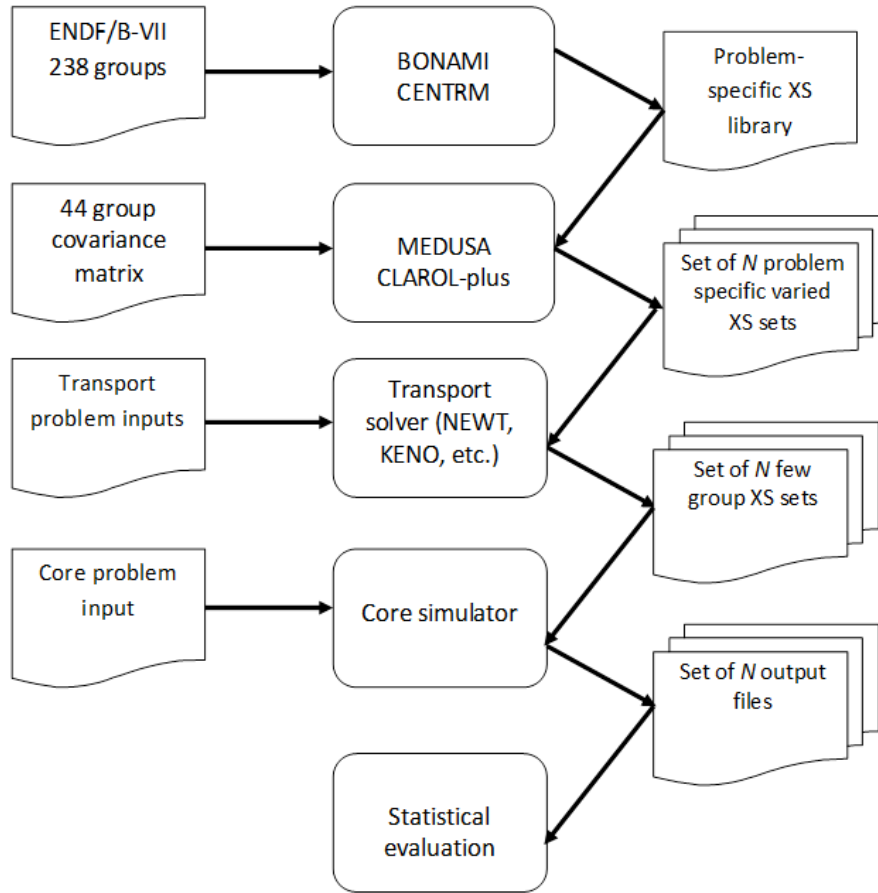 ENDF/B-VII
238 groups
BONAMI
CENTRM
Problem-
specific XS
library
44 group
covariance
matrix
MEDUSA
CLAROL-plus
Set of N problem
specific varied
XS sets
Transport
problem inputs
Transport
solver (NEWT,
KENO, etc.)
Set of N few
group XS sets
Core problem
input
Core simulator
Set of N output
files
Statistical
evaluation